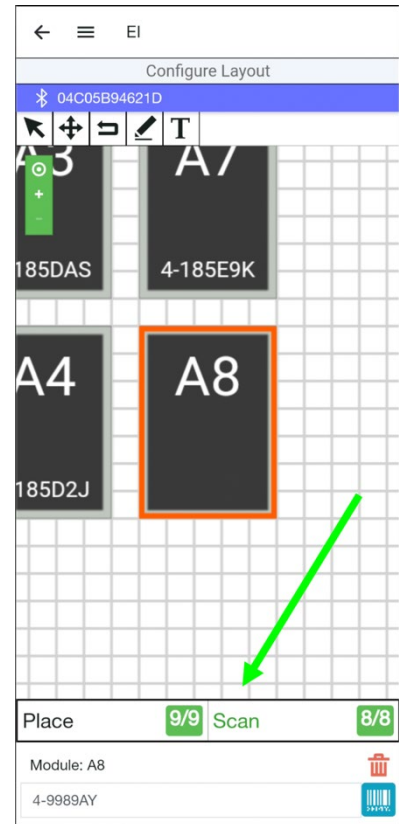 EI
Configure Layout
04C05B94621D
T
A3 A7
185DAS 4-185E9K
A4 A8
185D2J
Place 9/9 Scan 8/8
Module: A8
4-9989AY